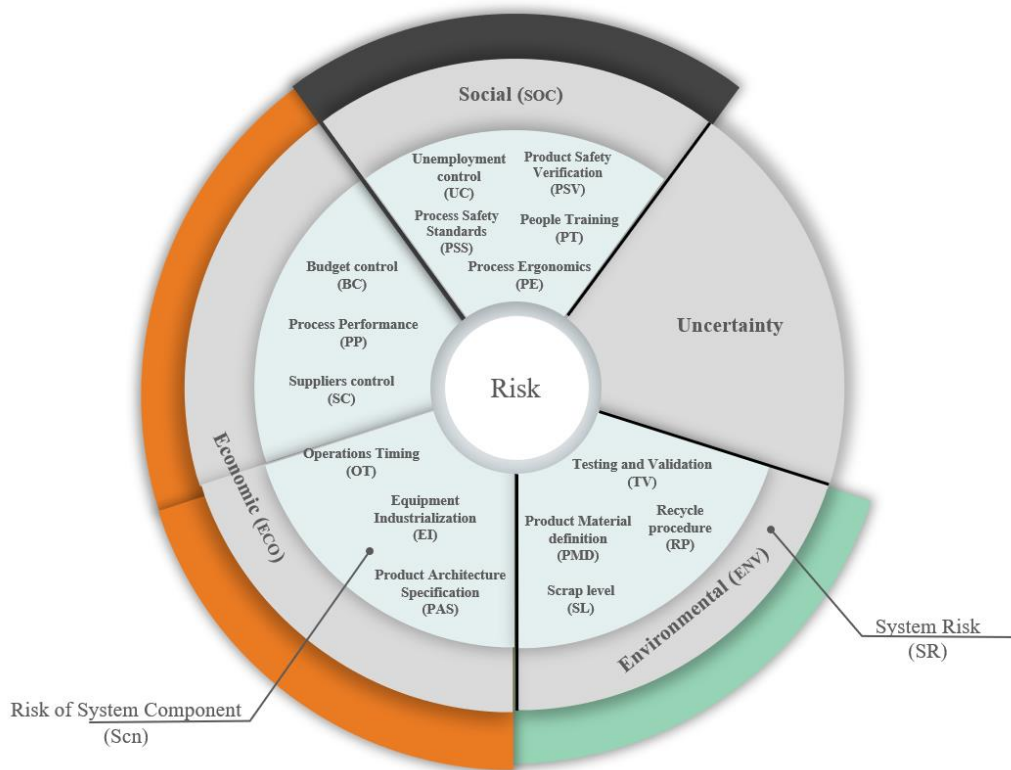 Social (SOC)
Unemployment
control
(UC)
Product Safety
Verification
(PSV)
Process Safety
Standards
(PSS)
People Training
(PT)
Process Ergonomics
(PE)
Budget control
(BC)
Process Performance
(PP)
Suppliers control
(SC)
Uncertainty
Risk
Economic (ECO)
Operations Timing
(OT)
Equipment
Industrialization
(EI)
Product Architecture
Specification
(PAS)
Testing and Validation
(TV)
Product Material
definition
(PMD)
Recycle
procedure
(RP)
Scrap level
(SL)
Environmental (ENV)
System Risk
(SR)
Risk of System Component
(Scn)